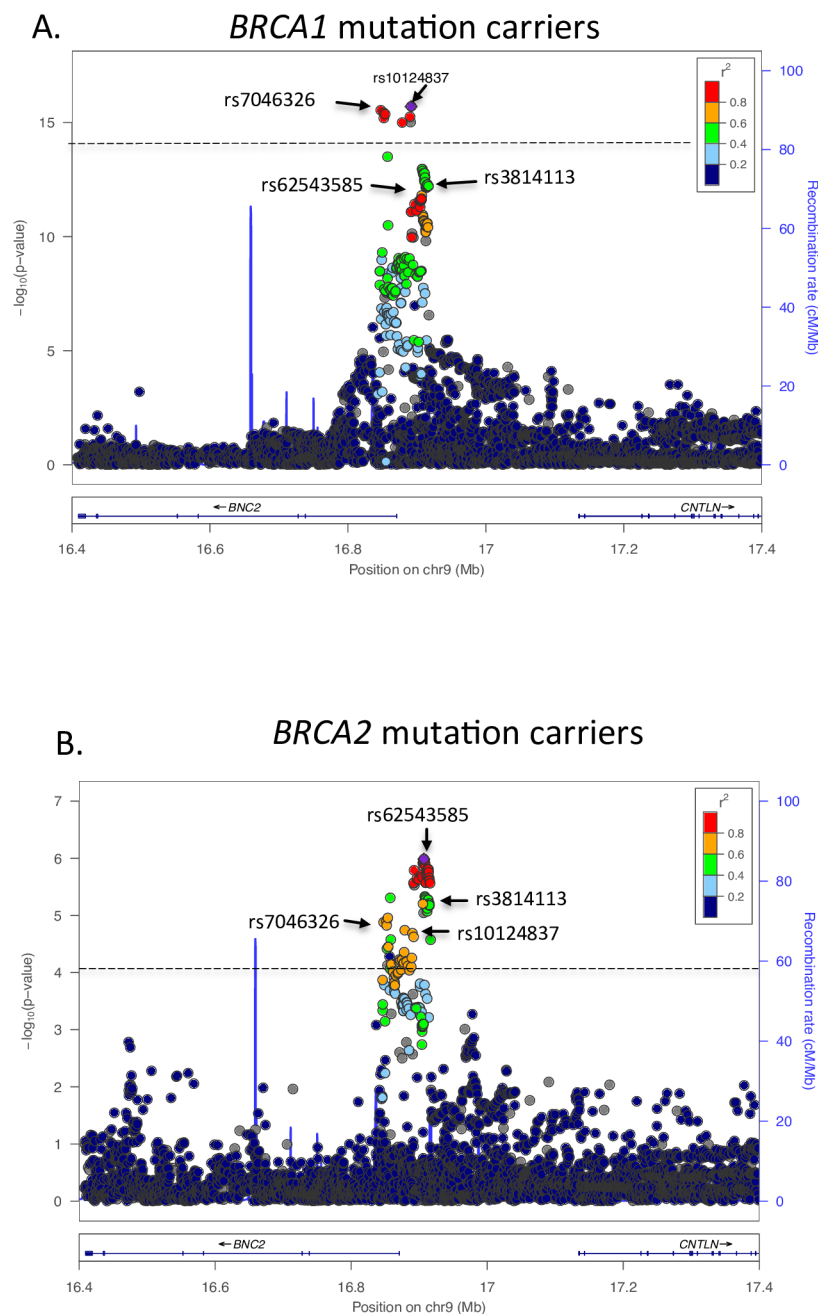 A.
BRCA1 mutation carriers
rs7046326
rs10124837
rs62543585
rs3814113
r²
0.8
0.6
0.4
0.2
−log₁₀(p−value)
15
10
5
0
Recombination rate (cM/Mb)
100
80
60
40
20
0
←BNC2
CNTLN→
16.4
16.6
16.8
17
17.2
17.4
Position on chr9 (Mb)
B.
BRCA2 mutation carriers
rs62543585
rs3814113
rs7046326
rs10124837
r²
0.8
0.6
0.4
0.2
−log₁₀(p−value)
7
6
5
4
3
2
1
0
Recombination rate (cM/Mb)
100
80
60
40
20
0
←BNC2
CNTLN→
16.4
16.6
16.8
17
17.2
17.4
Position on chr9 (Mb)